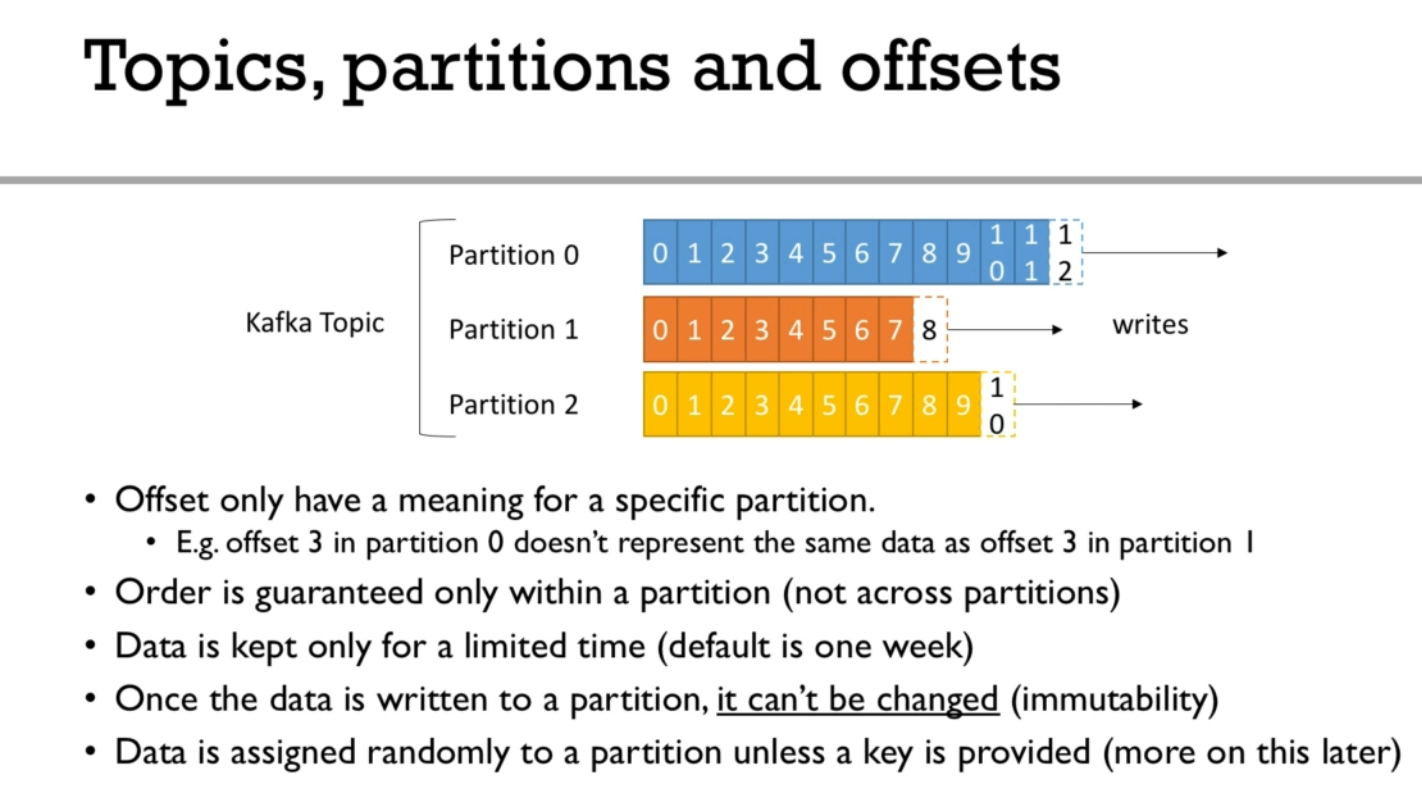 Topics, partitions and offsets
Kafka Topic
Partition 0
0 1 2 3 4 5 6 7 8 9 10 11 12
Partition 1
0 1 2 3 4 5 6 7 8
writes
Partition 2
0 1 2 3 4 5 6 7 8 9 10
• Offset only have a meaning for a specific partition.
• E.g. offset 3 in partition 0 doesn't represent the same data as offset 3 in partition 1
• Order is guaranteed only within a partition (not across partitions)
• Data is kept only for a limited time (default is one week)
• Once the data is written to a partition, it can't be changed (immutability)
• Data is assigned randomly to a partition unless a key is provided (more on this later)